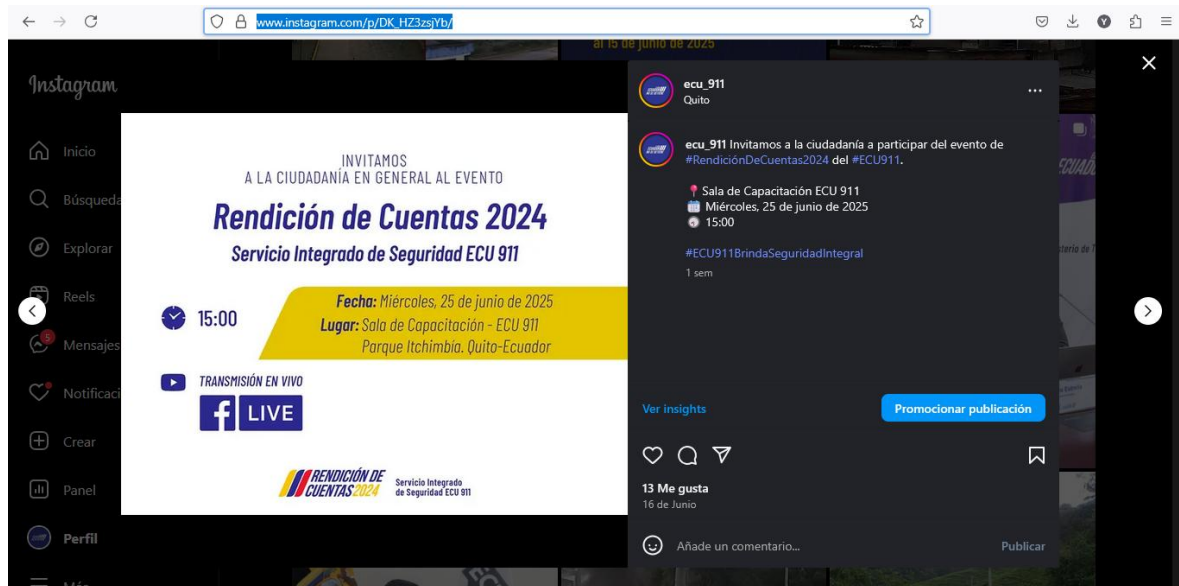 www.instagram.com/p/DK_HZ3zsjYb/
al 15 de junio de 2025
Instagram
Inicio
Búsqueda
Explorar
Reels
5
Mensajes
Notificaci
Crear
Panel
Perfil
Más
INVITAMOS
A LA CIUDADANÍA EN GENERAL AL EVENTO
Rendición de Cuentas 2024
Servicio Integrado de Seguridad ECU 911
15:00
Fecha: Miércoles, 25 de junio de 2025
Lugar: Sala de Capacitación - ECU 911
Parque Itchimbía. Quito-Ecuador
TRANSMISIÓN EN VIVO
f LIVE
RENDICIÓN DE
CUENTAS 2024
Servicio Integrado
de Seguridad ECU 911
ecu_911
Quito
ecu_911 Invitamos a la ciudadanía a participar del evento de
#RendiciónDeCuentas2024 del #ECU911.
📍 Sala de Capacitación ECU 911
🗓️ Miércoles, 25 de junio de 2025
🕒 15:00
#ECU911BrindaSeguridadIntegral
1 sem
Ver insights
Promocionar publicación
13 Me gusta
16 de Junio
Añade un comentario...
Publicar